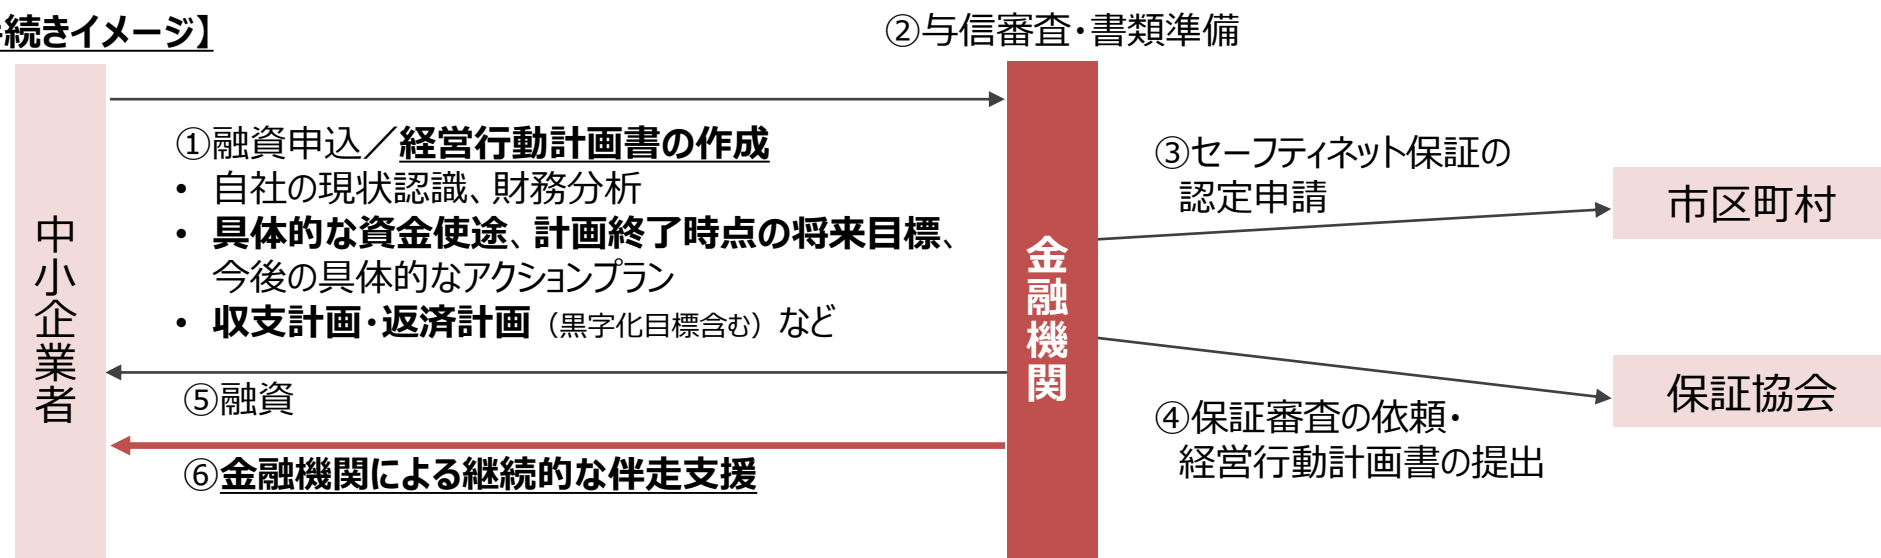 続きイメージ】
②与信審査・書類準備
中小企業者
①融資申込／経営行動計画書の作成
• 自社の現状認識、財務分析
• 具体的な資金使途、計画終了時点の将来目標、
今後の具体的なアクションプラン
• 収支計画・返済計画（黒字化目標含む）など
⑤融資
⑥金融機関による継続的な伴走支援
金融機関
③セーフティネット保証の
認定申請
市区町村
④保証審査の依頼・
経営行動計画書の提出
保証協会